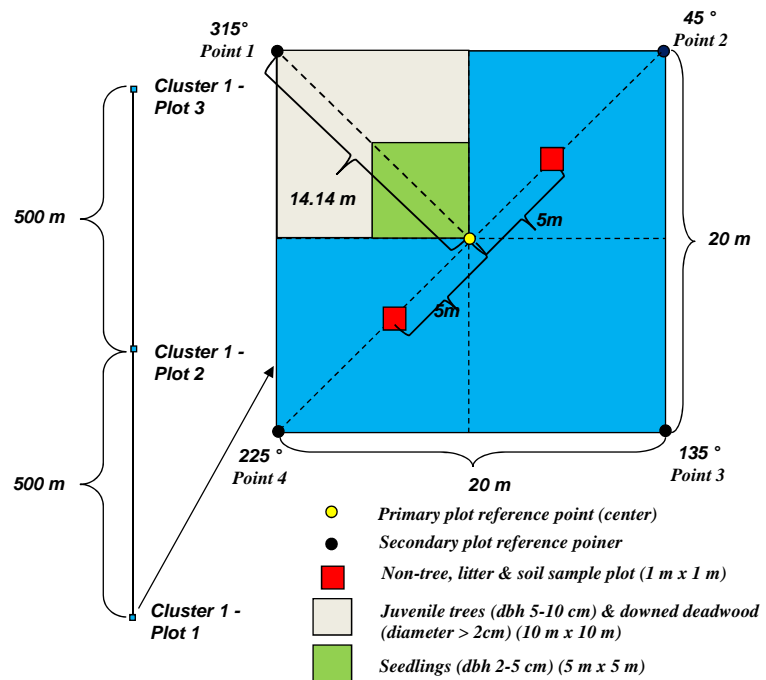 315°
Point 1
45 °
Point 2
Cluster 1 -
Plot 3
500 m
14.14 m
5m
20 m
5m
Cluster 1 -
Plot 2
225 °
Point 4
135°
Point 3
500 m
20 m
Primary plot reference point (center)
Secondary plot reference poiner
Non-tree, litter & soil sample plot (1 m x 1 m)
Cluster 1 -
Plot 1
Juvenile trees (dbh 5-10 cm) & downed deadwood
(diameter > 2cm) (10 m x 10 m)
Seedlings (dbh 2-5 cm) (5 m x 5 m)